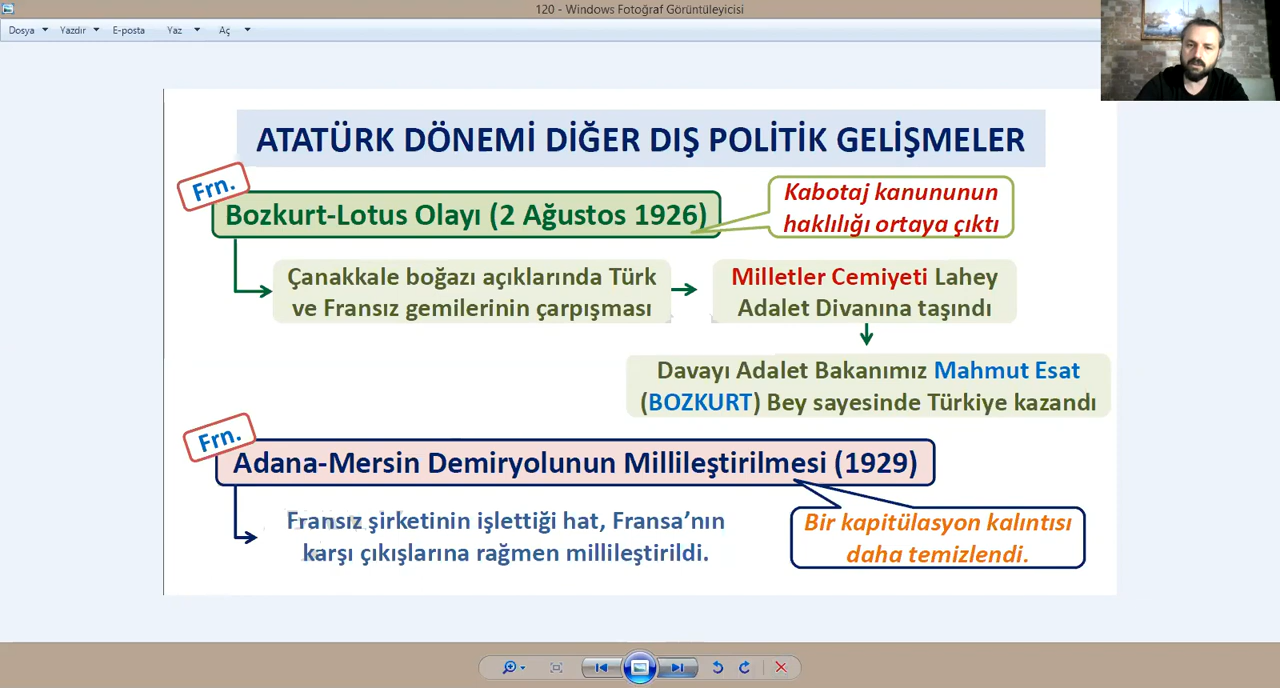 120 - Windows Fotoğraf Görüntüleyicisi
Dosya Yazdır E-posta Yaz Aç
ATATÜRK DÖNEMİ DİĞER DIŞ POLİTİK GELİŞMELER
Frn.
Bozkurt-Lotus Olayı (2 Ağustos 1926)
Kabotaj kanununun
haklılığı ortaya çıktı
Çanakkale boğazı açıklarında Türk
ve Fransız gemilerinin çarpışması
Milletler Cemiyeti Lahey
Adalet Divanına taşındı
Davayı Adalet Bakanımız Mahmut Esat
(BOZKURT) Bey sayesinde Türkiye kazandı
Frn.
Adana-Mersin Demiryolunun Millileştirilmesi (1929)
Fransız şirketinin işlettiği hat, Fransa’nın
karşı çıkışlarına rağmen millileştirildi.
Bir kapitülasyon kalıntısı
daha temizlendi.